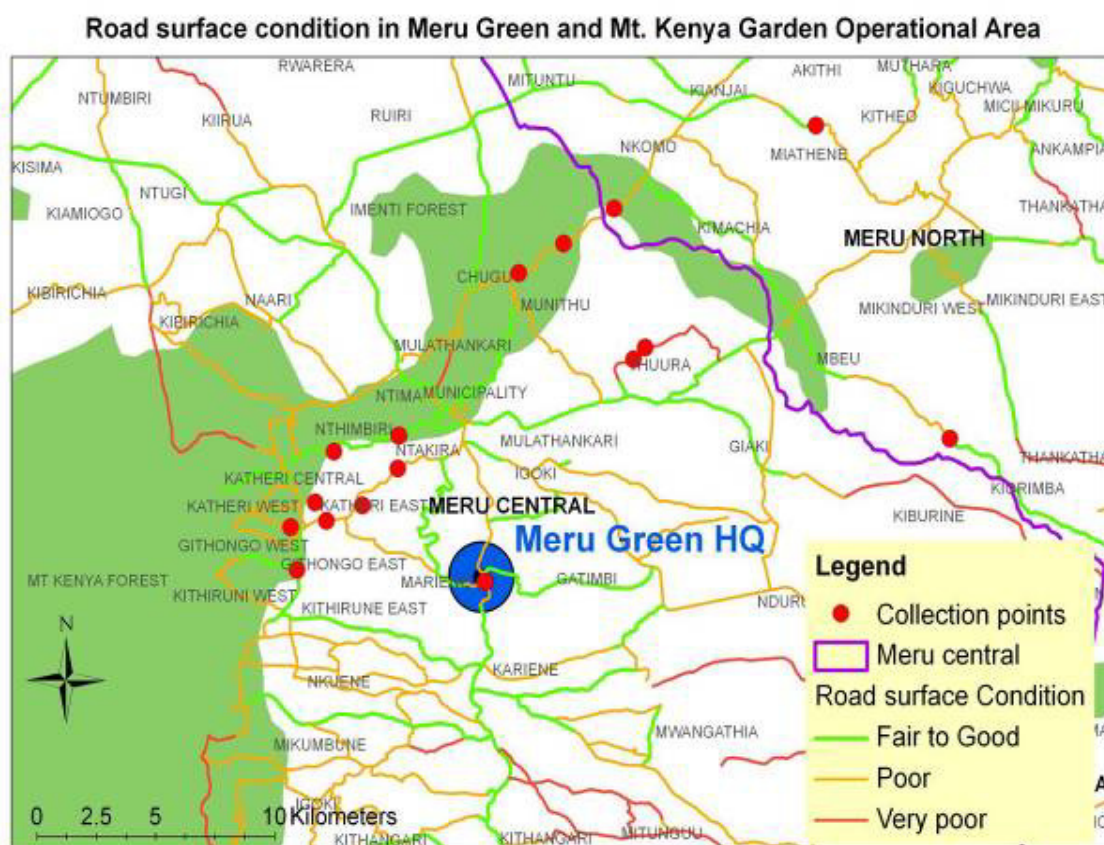 Road surface condition in Meru Green and Mt. Kenya Garden Operational Area
RWARERA
MITUNTU
AKITHI
MUTHARA
NTUMBIRI
KIANJAI
KIGUCHWA
KIIRUA
RUIRI
KITHEO
MICII MIKURU
NKOMO
ANKAMPIA
KISIMA
MIATHENE
NTUGI
KIAMIOGO
IMENTI FOREST
THANKATHA
KIMACHIA
MERU NORTH
CHUGU
KIBIRICHIA
NAARI
MUNITHU
MIKINDURI WEST
MIKINDURI EAST
KIBIRICHIA
MULATHANKARI
HUURA
MBEU
NTIMA
MUNICIPALITY
NTHIMBIRI
NTAKIRA
MULATHANKARI
GIAKI
THANKATHA
KATHERI CENTRAL
IGOKI
KIGRIMBA
KATHERI WEST
KATHERI EAST
MERU CENTRAL
KIBURINE
GITHONGO WEST
Meru Green HQ
GITHONGO EAST
MT KENYA FOREST
MARIENE
GATIMBI
KITHIRUNI WEST
KITHIRUNE EAST
NDURU
N
KARIENE
NKUENE
MWANGATHIA
MIKUMBUNE
IGOKI
KITHANGARI
KITHANGARI
MITUNGUU
0 2.5 5 10 Kilometers
Legend
Collection points
Meru central
Road surface Condition
Fair to Good
Poor
Very poor